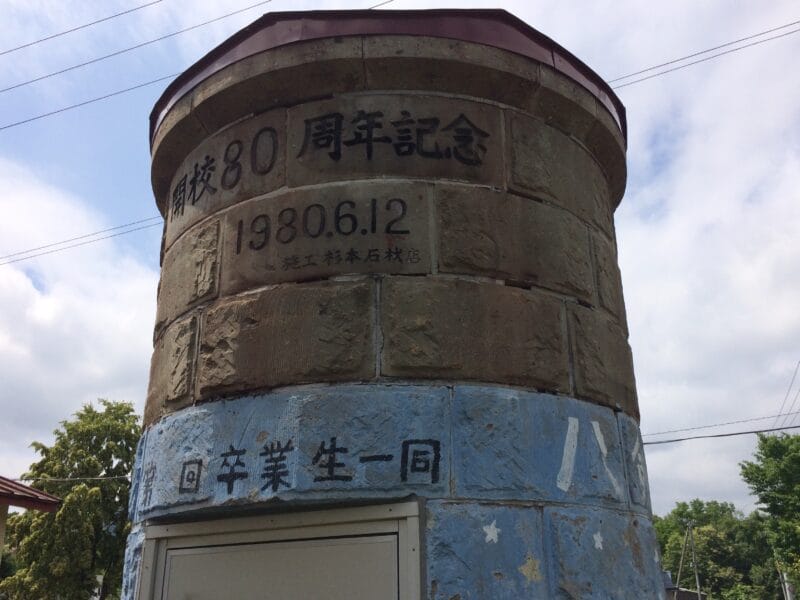 開校80周年記念
1980.6.12
施工杉本石材店
回卒業生一同
ハ